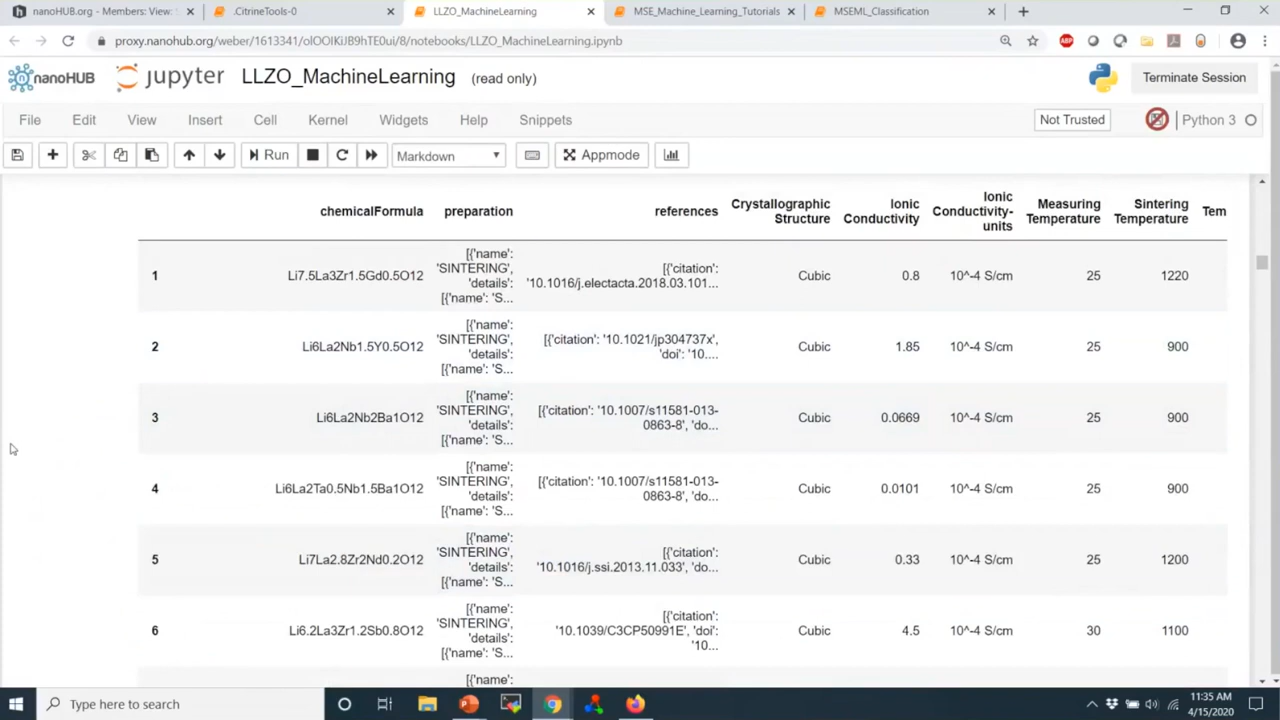 nanoHUB.org - Members: View:
.CitrineTools-0
LLZO_MachineLearning
MSE_Machine_Learning_Tutorials
MSEML_Classification
proxy.nanohub.org/weber/1613341/olOOIKiJB9hTE0ui/8/notebooks/LLZO_MachineLearning.ipynb
ABP
nanoHUB jupyter LLZO_MachineLearning (read only)
Terminate Session
File Edit View Insert Cell Kernel Widgets Help Snippets
Not Trusted
Python 3
Run
Markdown
Appmode
chemicalFormula preparation references Crystallographic Structure Ionic Conductivity Ionic Conductivity-units Measuring Temperature Sintering Temperature Tem
1 Li7.5La3Zr1.5Gd0.5O12 [{'name': 'SINTERING', 'details': [{'name': 'S... [{'citation': '10.1016/j.electacta.2018.03.101... Cubic 0.8 10^-4 S/cm 25 1220
2 Li6La2Nb1.5Y0.5O12 [{'name': 'SINTERING', 'details': [{'name': 'S... [{'citation': '10.1021/jp304737x', 'doi': '10.... Cubic 1.85 10^-4 S/cm 25 900
3 Li6La2Nb2Ba1O12 [{'name': 'SINTERING', 'details': [{'name': 'S... [{'citation': '10.1007/s11581-013-0863-8', 'do... Cubic 0.0669 10^-4 S/cm 25 900
4 Li6La2Ta0.5Nb1.5Ba1O12 [{'name': 'SINTERING', 'details': [{'name': 'S... [{'citation': '10.1007/s11581-013-0863-8', 'do... Cubic 0.0101 10^-4 S/cm 25 900
5 Li7La2.8Zr2Nd0.2O12 [{'name': 'SINTERING', 'details': [{'name': 'S... [{'citation': '10.1016/j.ssi.2013.11.033', 'do... Cubic 0.33 10^-4 S/cm 25 1200
6 Li6.2La3Zr1.2Sb0.8O12 [{'name': 'SINTERING', 'details': [{'name': 'S... [{'citation': '10.1039/C3CP50991E', 'doi': '10... Cubic 4.5 10^-4 S/cm 30 1100
[{'name':
Type here to search
11:35 AM
4/15/2020